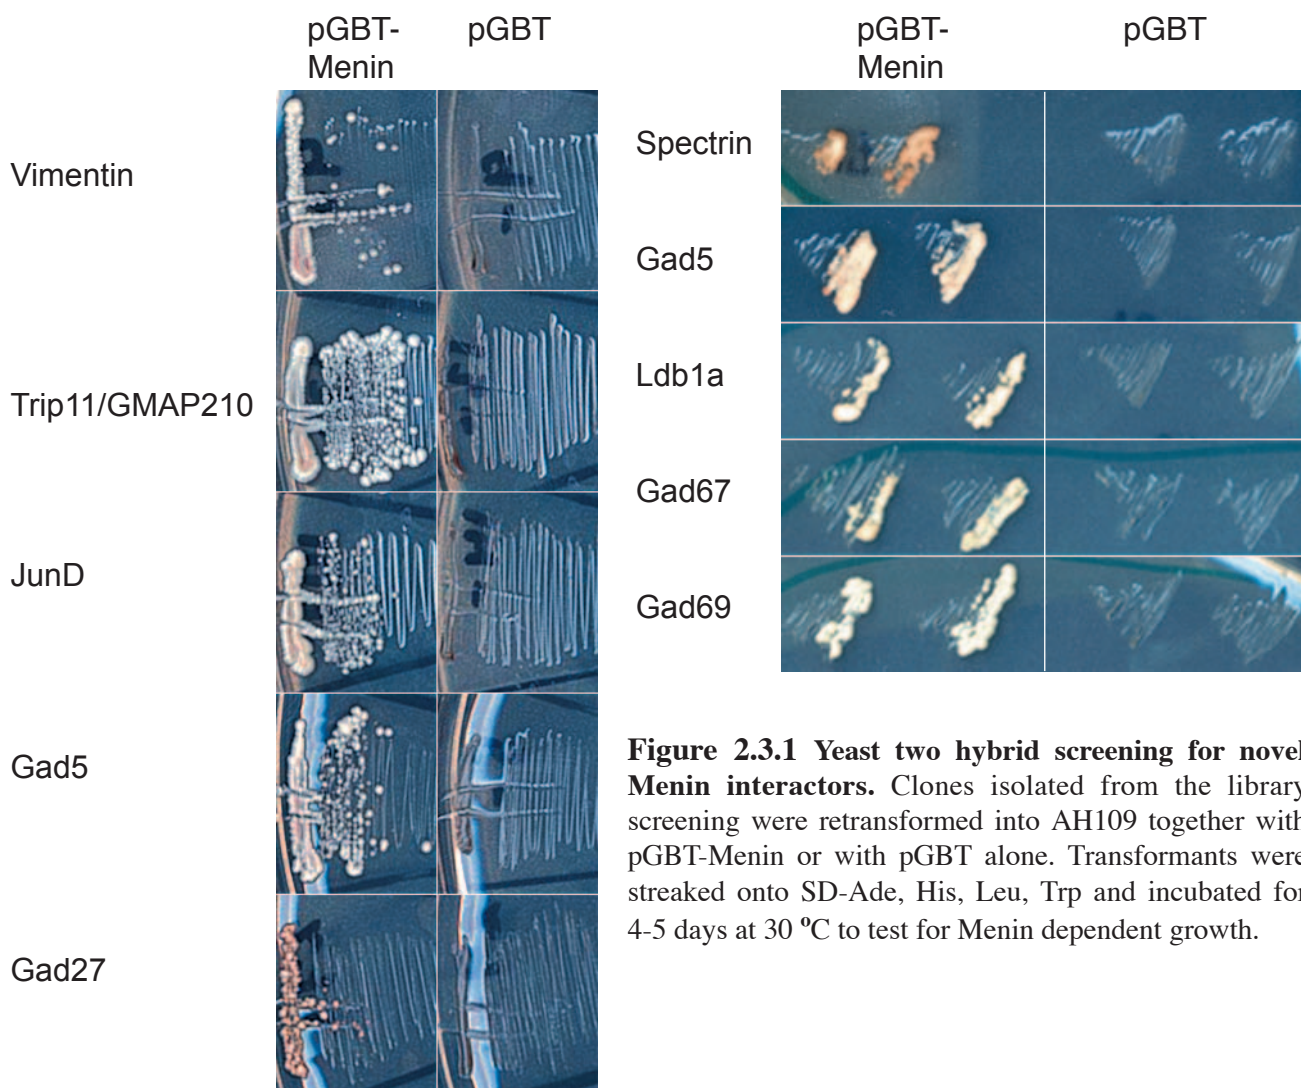 pGBT-
Menin
pGBT
Vimentin
Trip11/GMAP210
JunD
Gad5
Gad27
pGBT-
Menin
pGBT
Spectrin
Gad5
Ldb1a
Gad67
Gad69
Figure 2.3.1 Yeast two hybrid screening for novel
Menin interactors. Clones isolated from the library
screening were retransformed into AH109 together with
pGBT-Menin or with pGBT alone. Transformants were
streaked onto SD-Ade, His, Leu, Trp and incubated for
4-5 days at 30 ºC to test for Menin dependent growth.